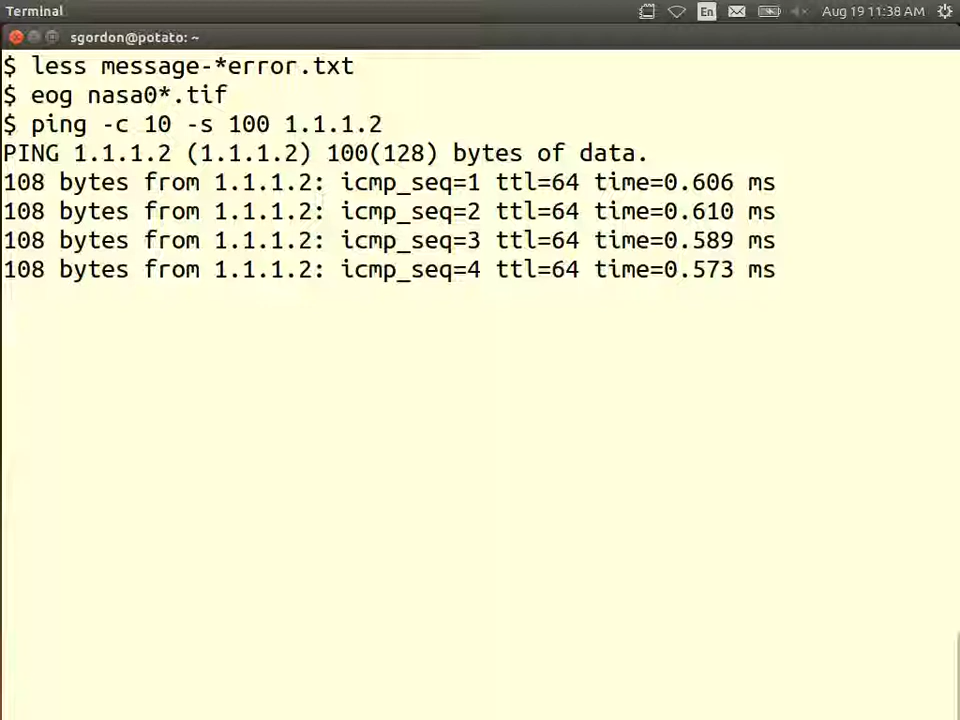 Terminal
En
Aug 19 11:38 AM
sgordon@potato: ~
$ less message-*error.txt
$ eog nasa0*.tif
$ ping -c 10 -s 100 1.1.1.2
PING 1.1.1.2 (1.1.1.2) 100(128) bytes of data.
108 bytes from 1.1.1.2: icmp_seq=1 ttl=64 time=0.606 ms
108 bytes from 1.1.1.2: icmp_seq=2 ttl=64 time=0.610 ms
108 bytes from 1.1.1.2: icmp_seq=3 ttl=64 time=0.589 ms
108 bytes from 1.1.1.2: icmp_seq=4 ttl=64 time=0.573 ms